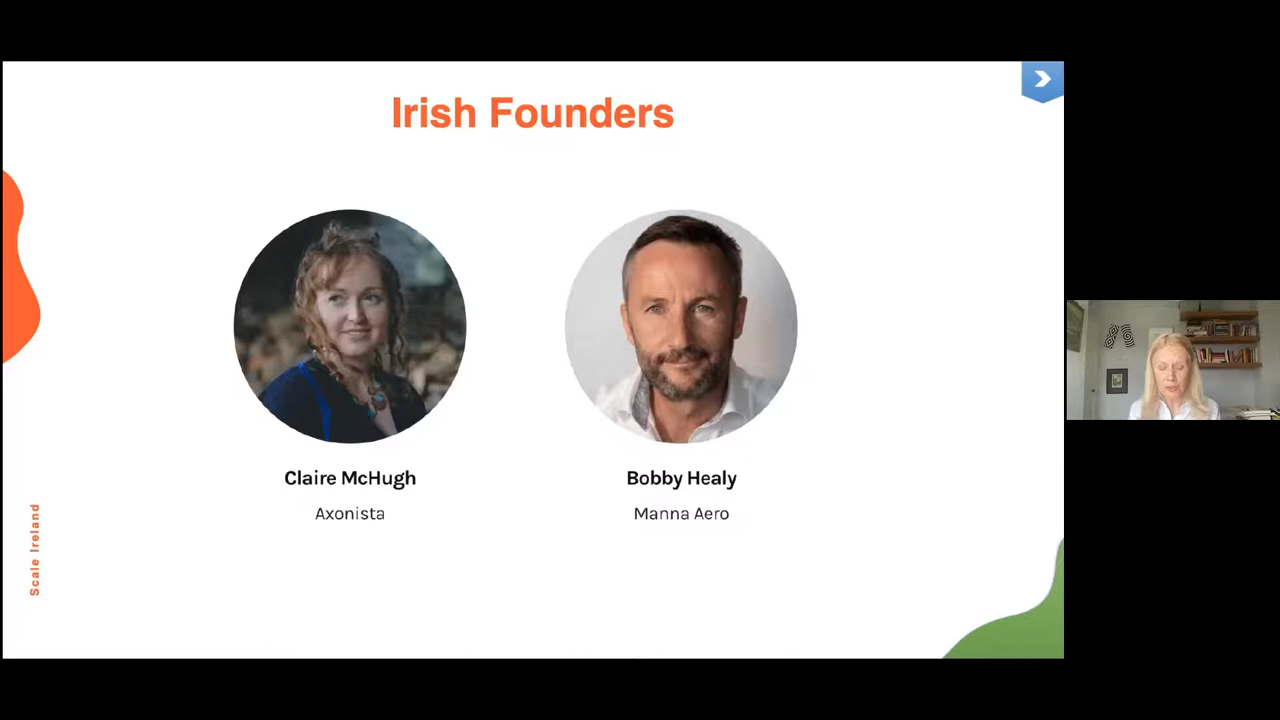 Irish Founders
Claire McHugh
Axonista
Bobby Healy
Manna Aero
Scale Ireland